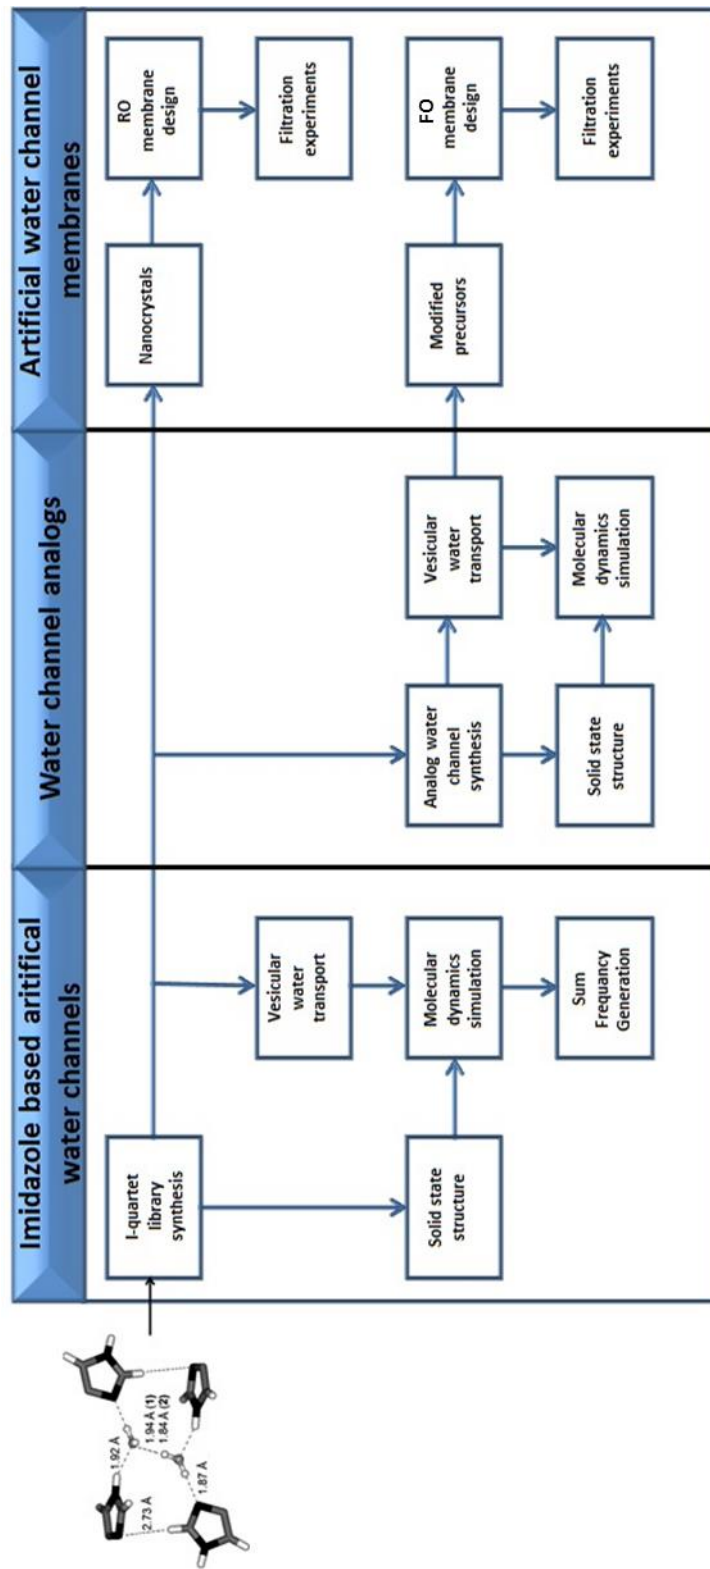 Imidazole based aritifical
water channels
Water channel analogs
Artificial water channel
membranes
1.92 Å
2.73 Å
1.94 Å (1)
1.84 Å (2)
1.87 Å
I-quartet
library
synthesis
Solid state
structure
Vesicular
water
transport
Molecular
dynamics
simulation
Sum
Frequancy
Generation
Analog water
channel
synthesis
Solid state
structure
Vesicular
water
transport
Molecular
dynamics
simulation
Nanocrystals
RO
membrane
design
Filtration
experiments
Modified
precursors
FO
membrane
design
Filtration
experiments